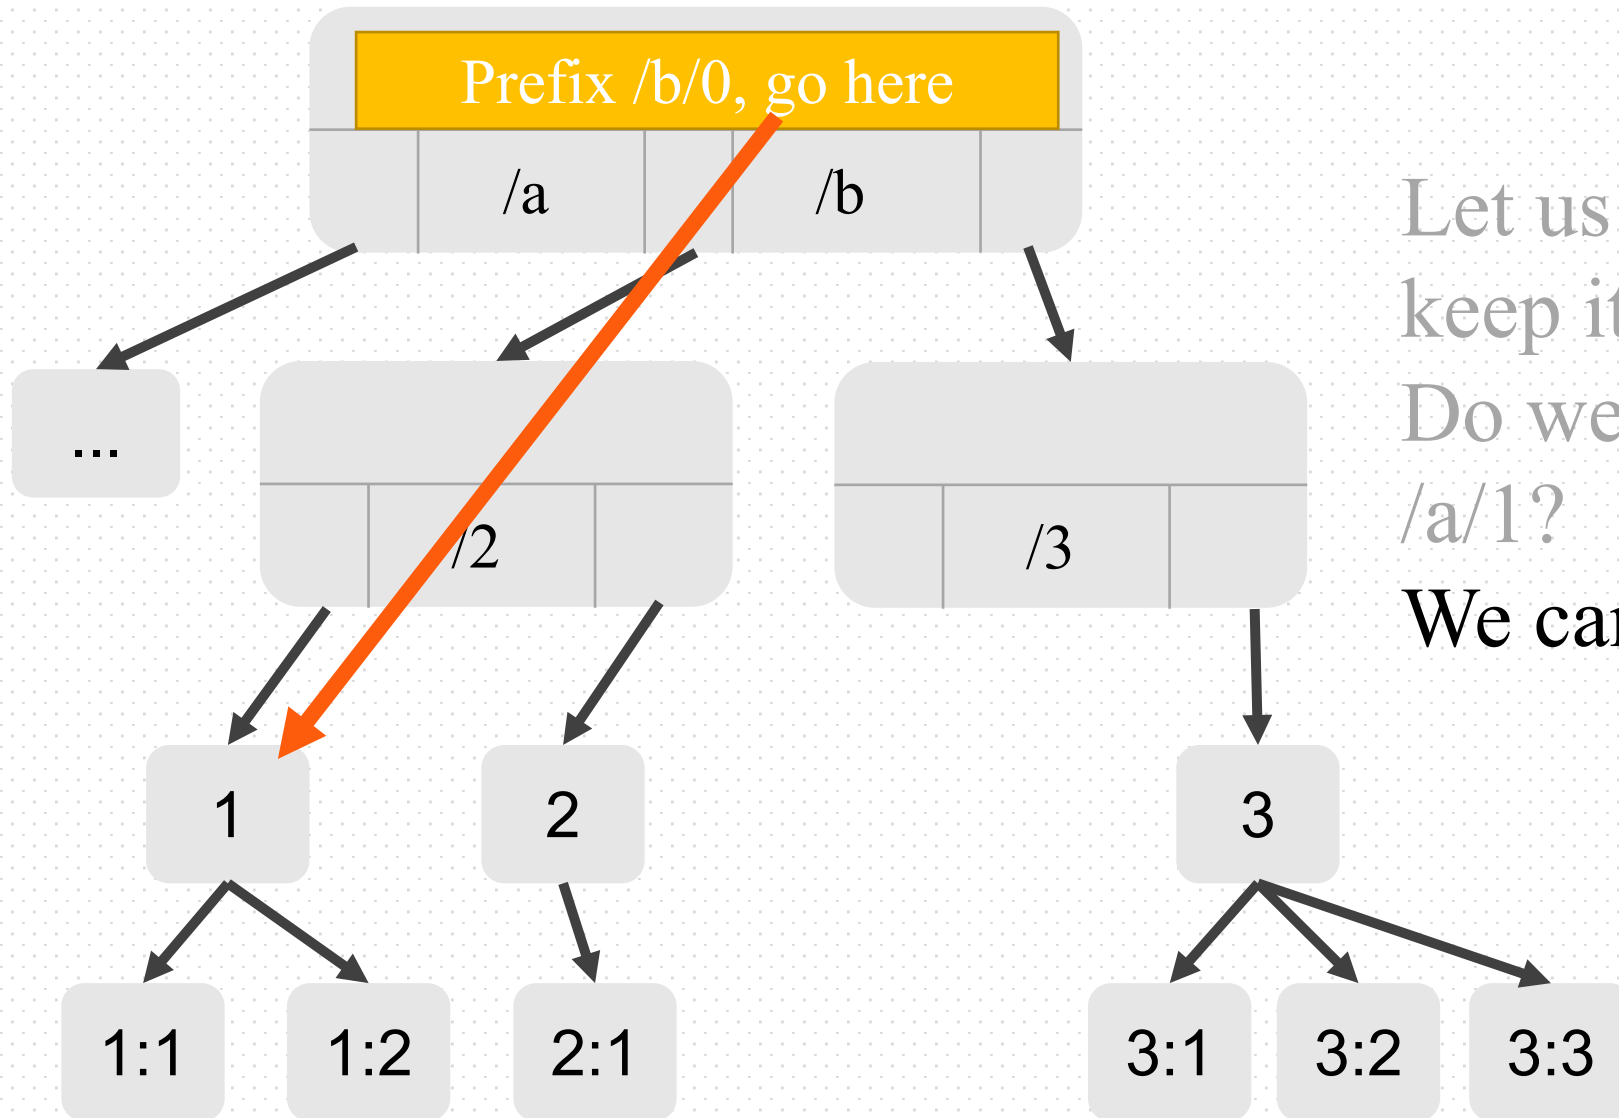 Prefix /b/0, go here
/a
/b
Let us
keep it
Do we
/a/1?
We can
...
/2
/3
1
2
3
1:1
1:2
2:1
3:1
3:2
3:3